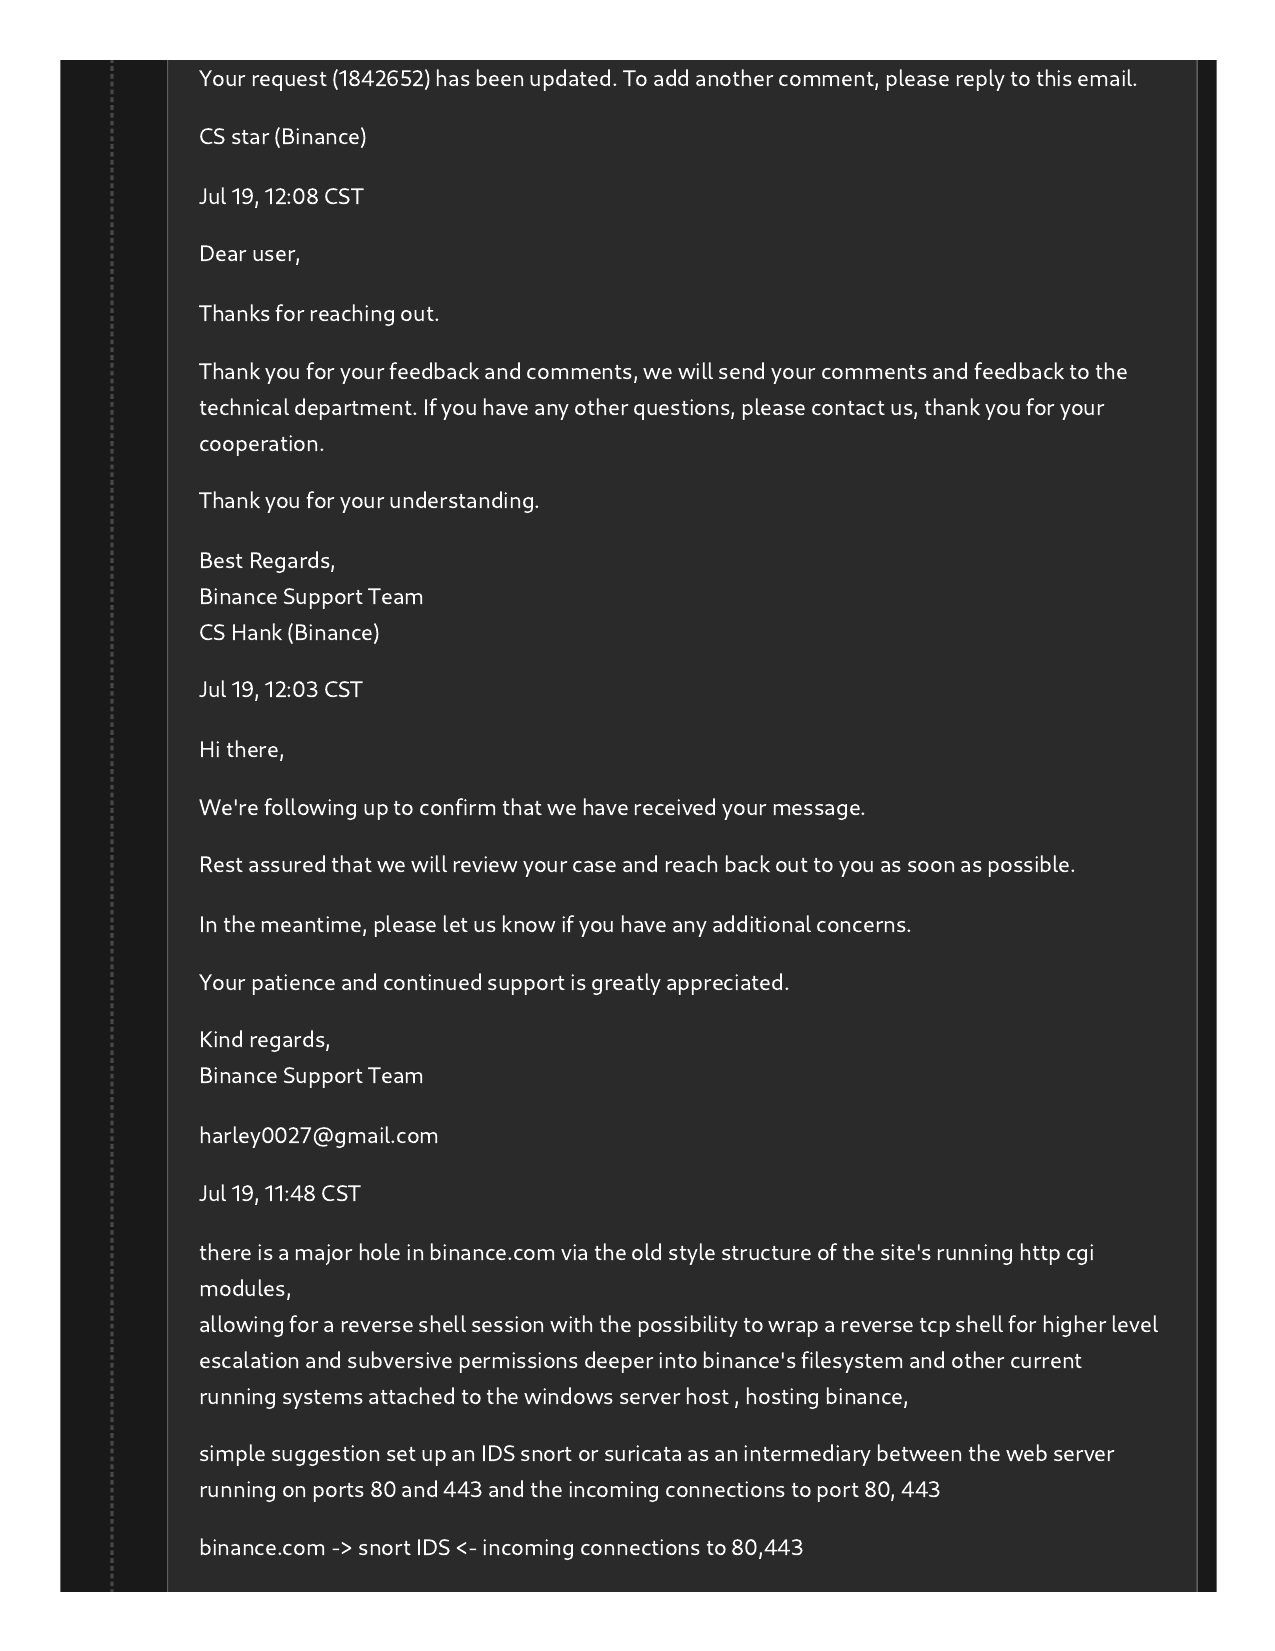 Your request (1842652) has been updated. To add another comment, please reply to this email.
CS star (Binance)
Jul 19, 12:08 CST
Dear user,
Thanks for reaching out.
Thank you for your feedback and comments, we will send your comments and feedback to the
technical department. If you have any other questions, please contact us, thank you for your
cooperation.
Thank you for your understanding.
Best Regards,
Binance Support Team
CS Hank (Binance)
Jul 19, 12:03 CST
Hi there,
We're following up to confirm that we have received your message.
Rest assured that we will review your case and reach back out to you as soon as possible.
In the meantime, please let us know if you have any additional concerns.
Your patience and continued support is greatly appreciated.
Kind regards,
Binance Support Team
harley0027@gmail.com
Jul 19, 11:48 CST
there is a major hole in binance.com via the old style structure of the site's running http cgi
modules,
allowing for a reverse shell session with the possibility to wrap a reverse tcp shell for higher level
escalation and subversive permissions deeper into binance's filesystem and other current
running systems attached to the windows server host , hosting binance,
simple suggestion set up an IDS snort or suricata as an intermediary between the web server
running on ports 80 and 443 and the incoming connections to port 80, 443
binance.com -> snort IDS <- incoming connections to 80,443